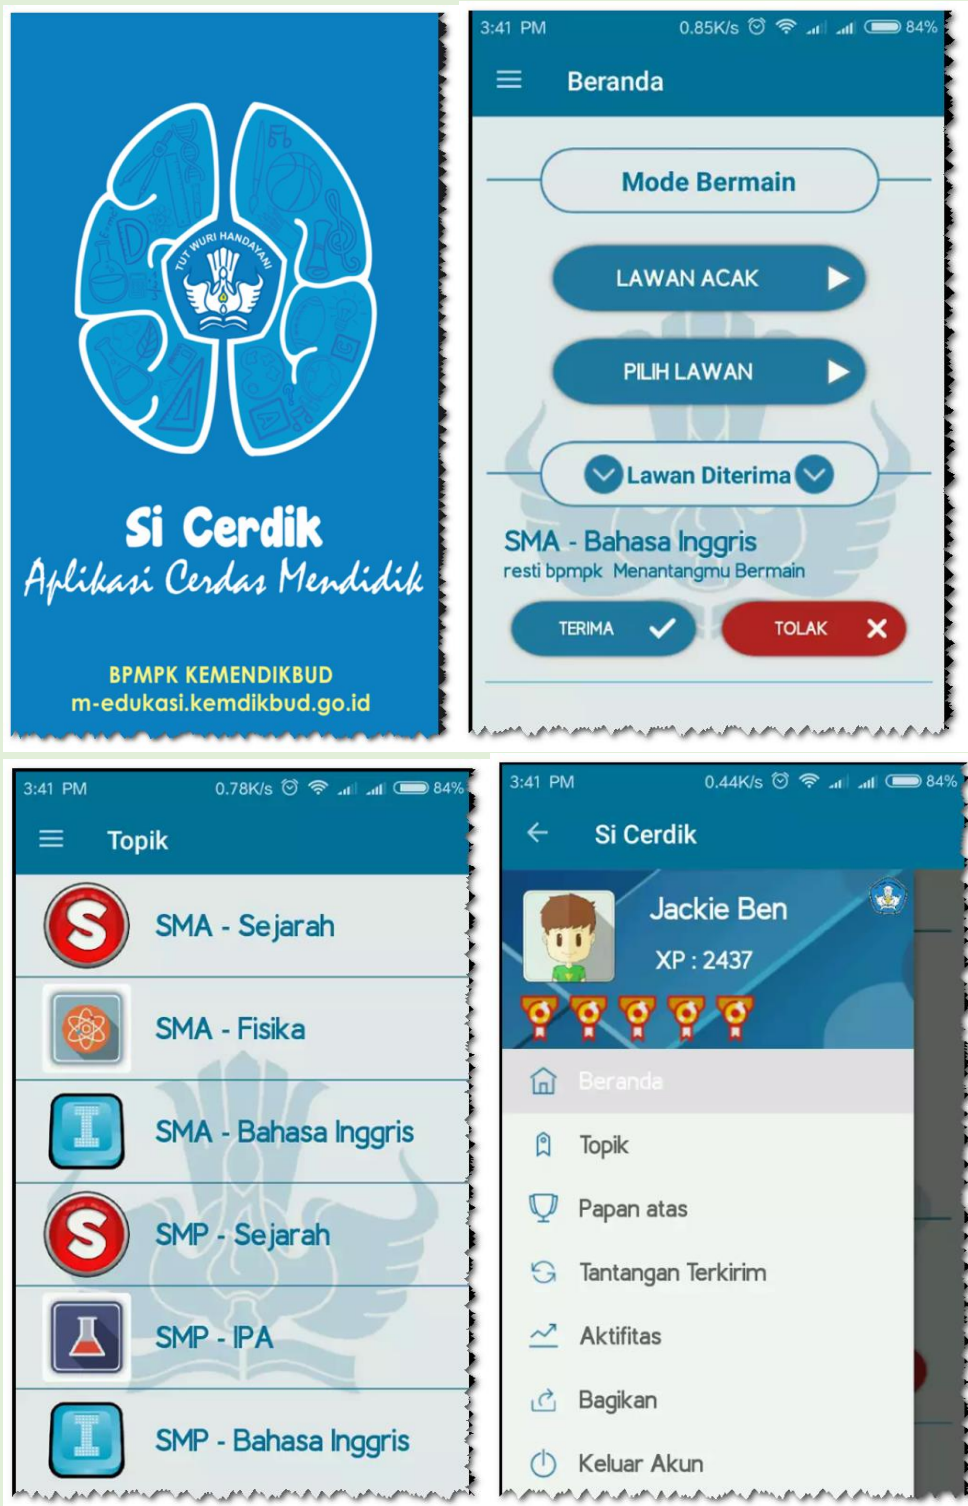 TUT WURI HANDAYANI
Si Cerdik
Aplikasi Cerdas Mendidik
BPMPK KEMENDIKBUD
m-edukasi.kemdikbud.go.id
3:41 PM 0.85K/s 84%
Beranda
Mode Bermain
LAWAN ACAK
PILIH LAWAN
Lawan Diterima
SMA - Bahasa Inggris
resti bpmpk Menantangmu Bermain
TERIMA TOLAK
3:41 PM 0.78K/s 84%
Topik
S SMA - Sejarah
SMA - Fisika
I SMA - Bahasa Inggris
S SMP - Sejarah
SMP - IPA
I SMP - Bahasa Inggris
3:41 PM 0.44K/s 84%
Si Cerdik
Jackie Ben
XP : 2437
Beranda
Topik
Papan atas
Tantangan Terkirim
Aktifitas
Bagikan
Keluar Akun